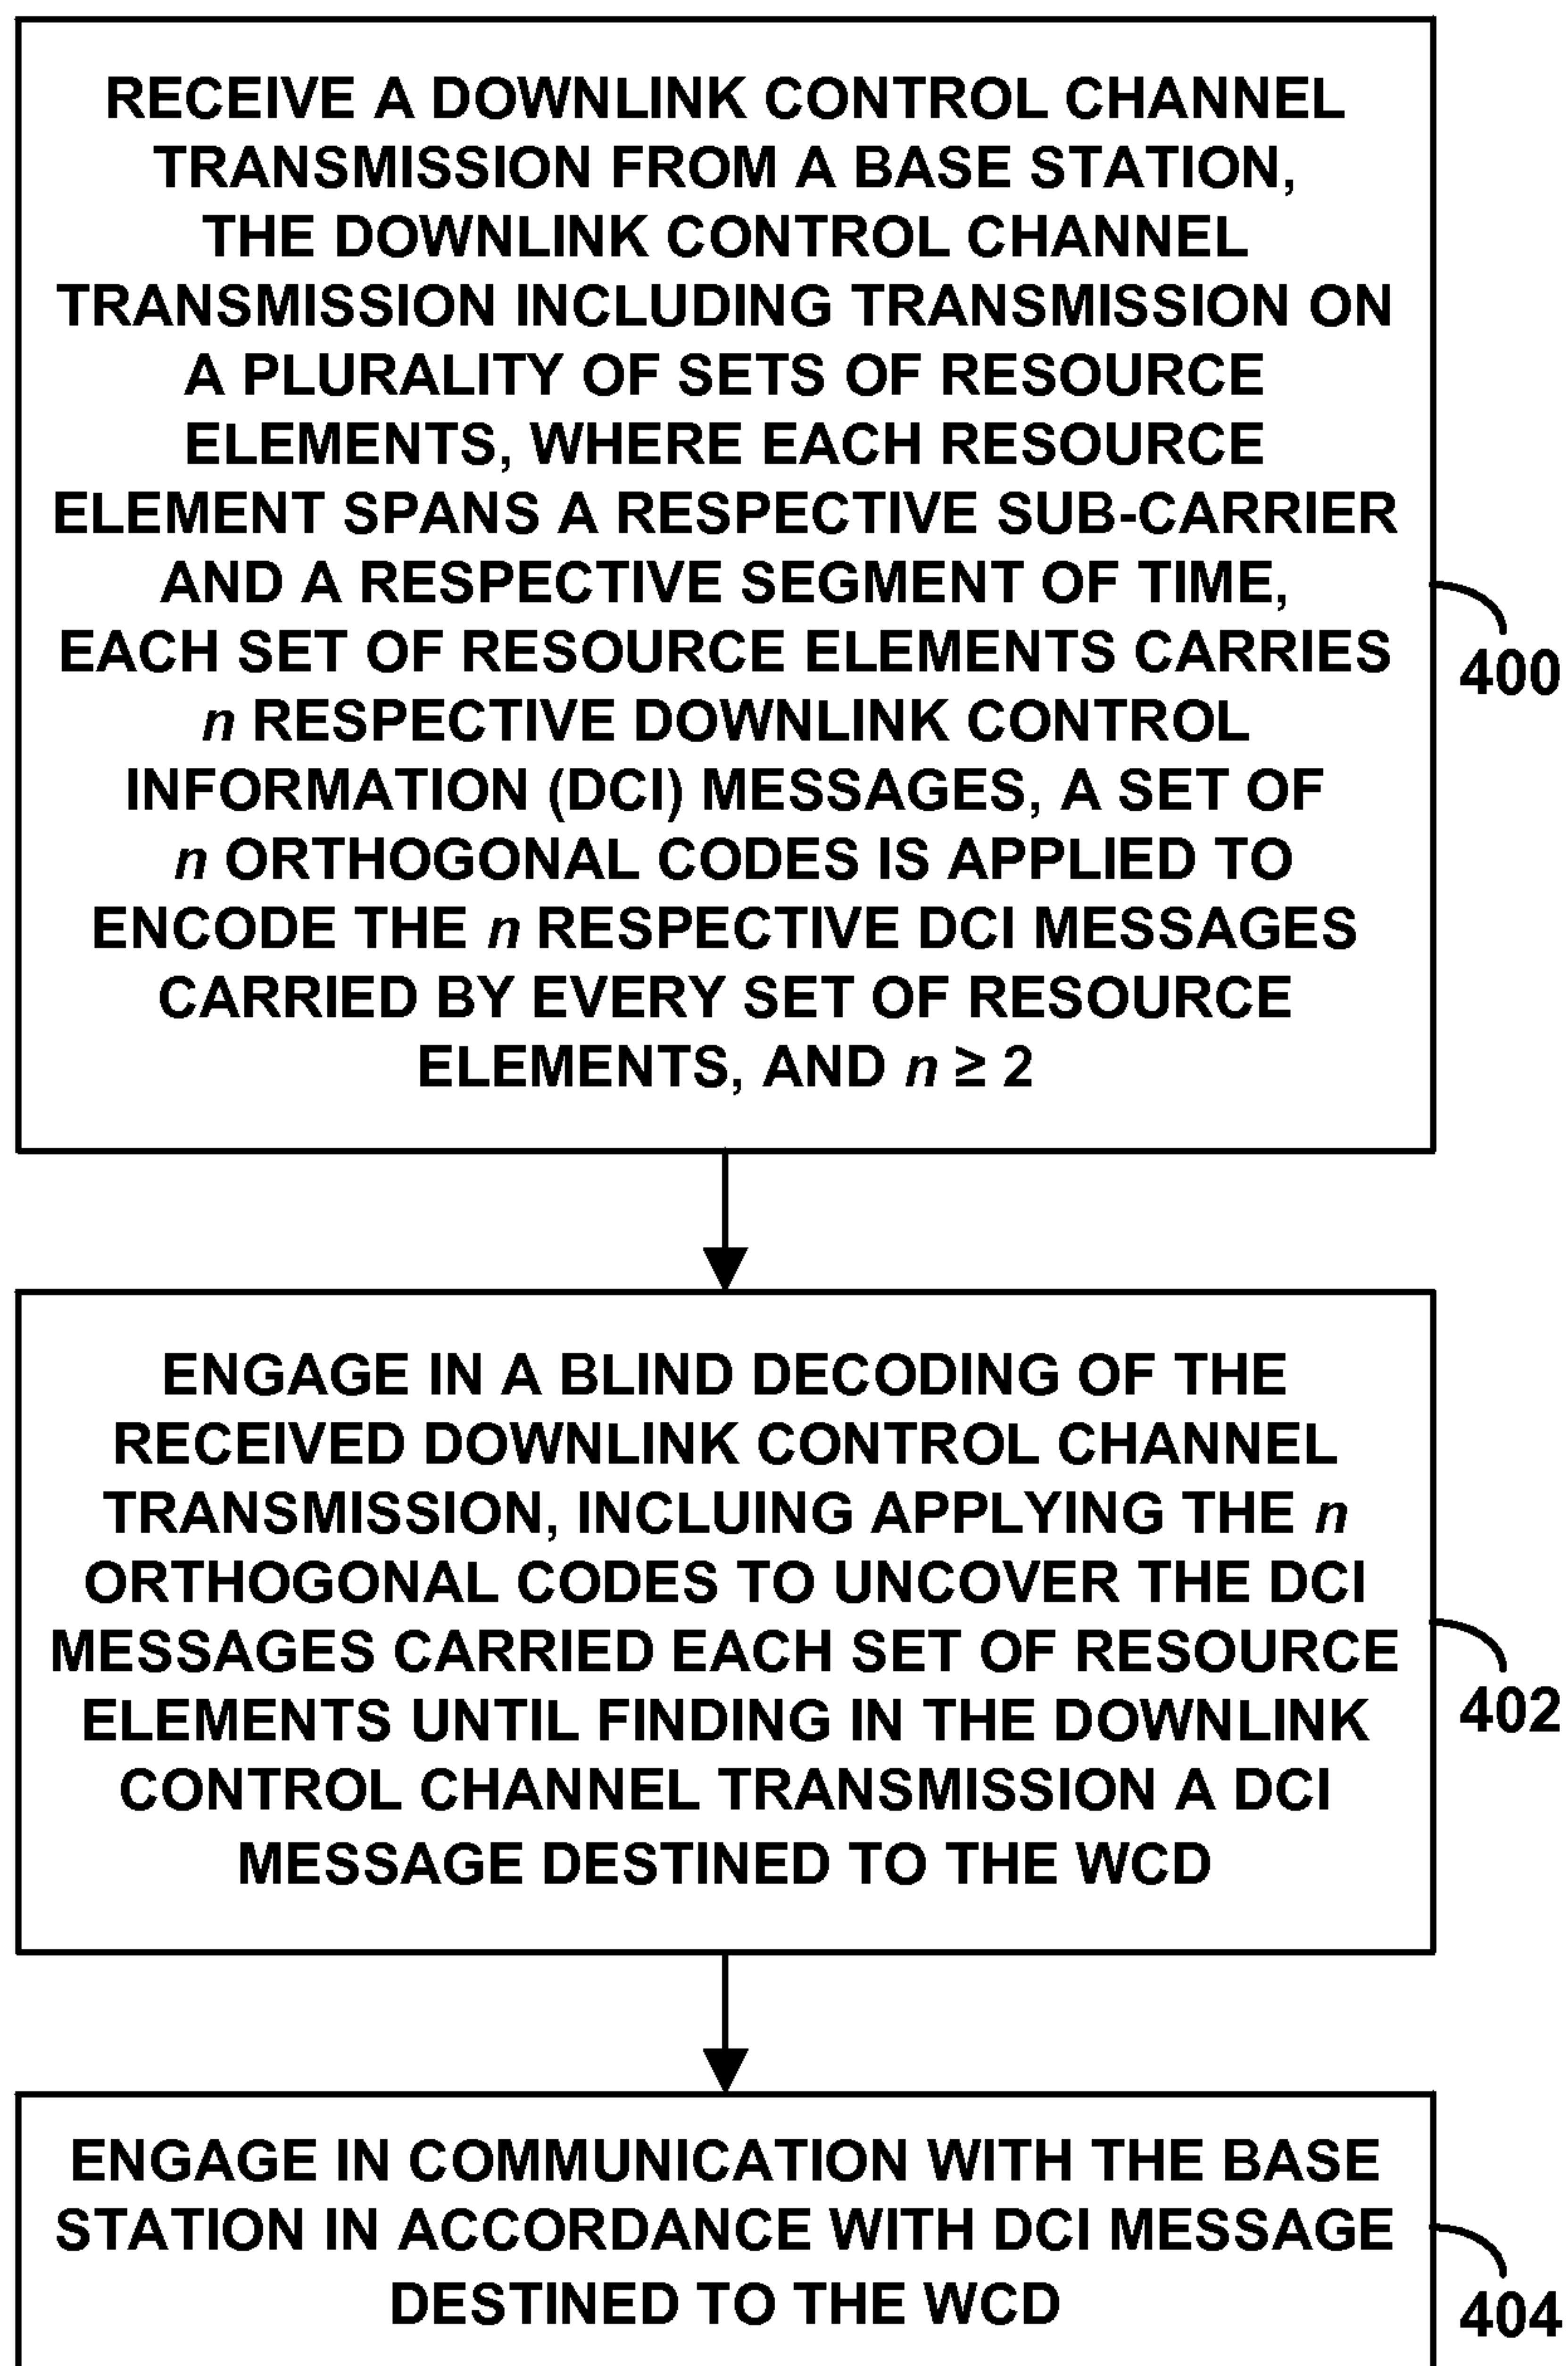 RECEIVE A DOWNLINK CONTROL CHANNEL
TRANSMISSION FROM A BASE STATION,
THE DOWNLINK CONTROL CHANNEL
TRANSMISSION INCLUDING TRANSMISSION ON
A PLURALITY OF SETS OF RESOURCE
ELEMENTS, WHERE EACH RESOURCE
ELEMENT SPANS A RESPECTIVE SUB-CARRIER
AND A RESPECTIVE SEGMENT OF TIME,
EACH SET OF RESOURCE ELEMENTS CARRIES
n RESPECTIVE DOWNLINK CONTROL
INFORMATION (DCI) MESSAGES, A SET OF
n ORTHOGONAL CODES IS APPLIED TO
ENCODE THE n RESPECTIVE DCI MESSAGES
CARRIED BY EVERY SET OF RESOURCE
ELEMENTS, AND n ≥ 2
400
ENGAGE IN A BLIND DECODING OF THE
RECEIVED DOWNLINK CONTROL CHANNEL
TRANSMISSION, INCLUING APPLYING THE n
ORTHOGONAL CODES TO UNCOVER THE DCI
MESSAGES CARRIED EACH SET OF RESOURCE
ELEMENTS UNTIL FINDING IN THE DOWNLINK
CONTROL CHANNEL TRANSMISSION A DCI
MESSAGE DESTINED TO THE WCD
402
ENGAGE IN COMMUNICATION WITH THE BASE
STATION IN ACCORDANCE WITH DCI MESSAGE
DESTINED TO THE WCD
404